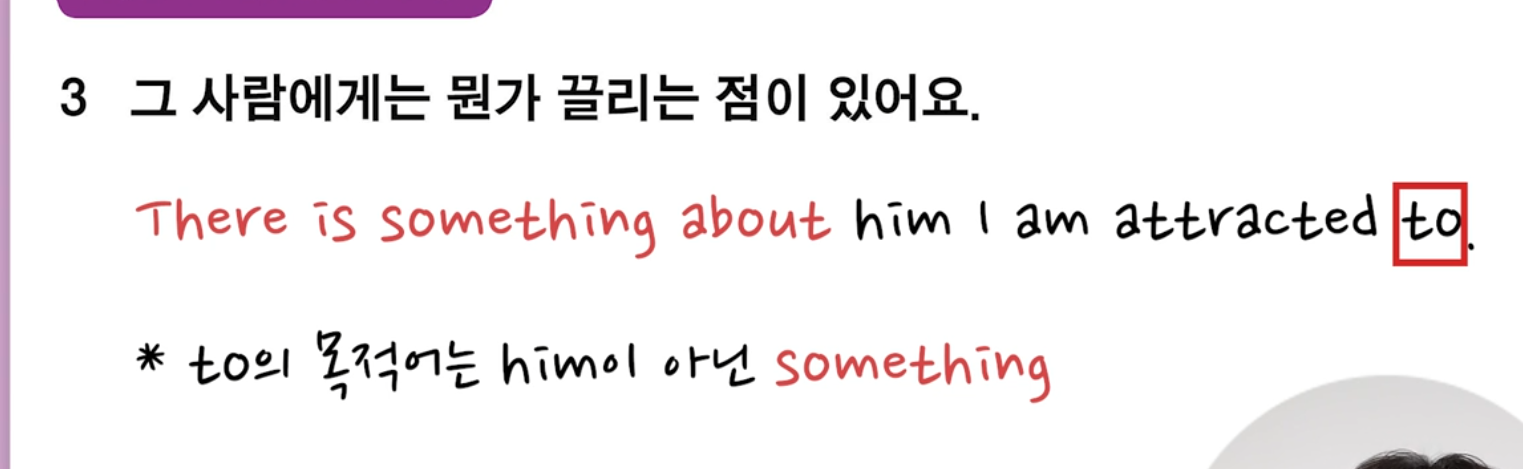 3 그 사람에게는 뭔가 끌리는 점이 있어요.
There is something about him I am attracted to.
* to의 목적어는 him이 아닌 something